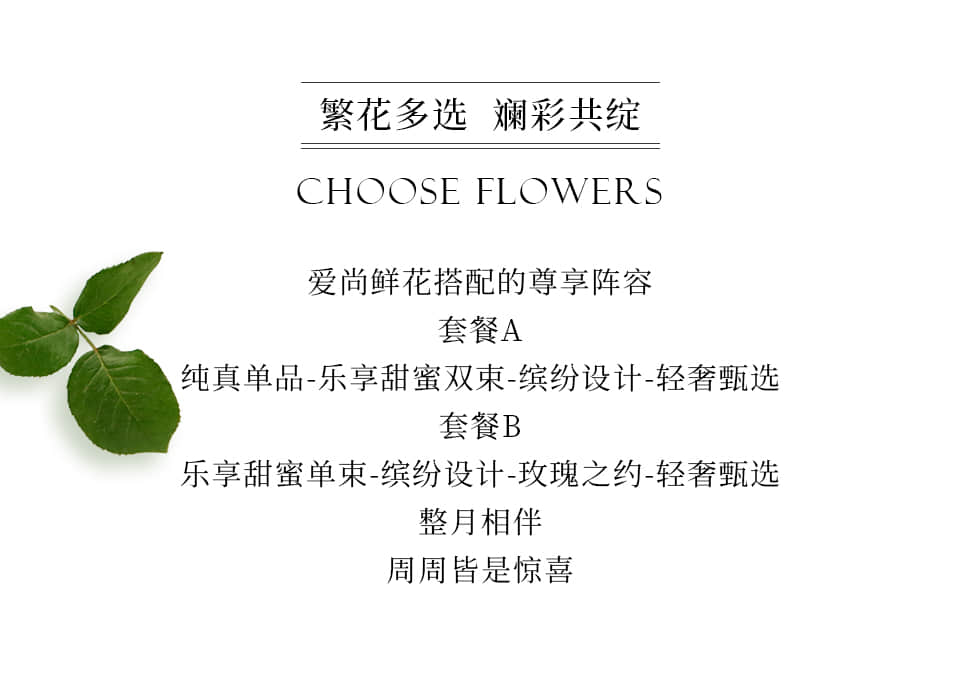 繁花多选 斓彩共绽
CHOOSE FLOWERS
爱尚鲜花搭配的尊享阵容
套餐A
纯真单品-乐享甜蜜双束-缤纷设计-轻奢甄选
套餐B
乐享甜蜜单束-缤纷设计-玫瑰之约-轻奢甄选
整月相伴
周周皆是惊喜